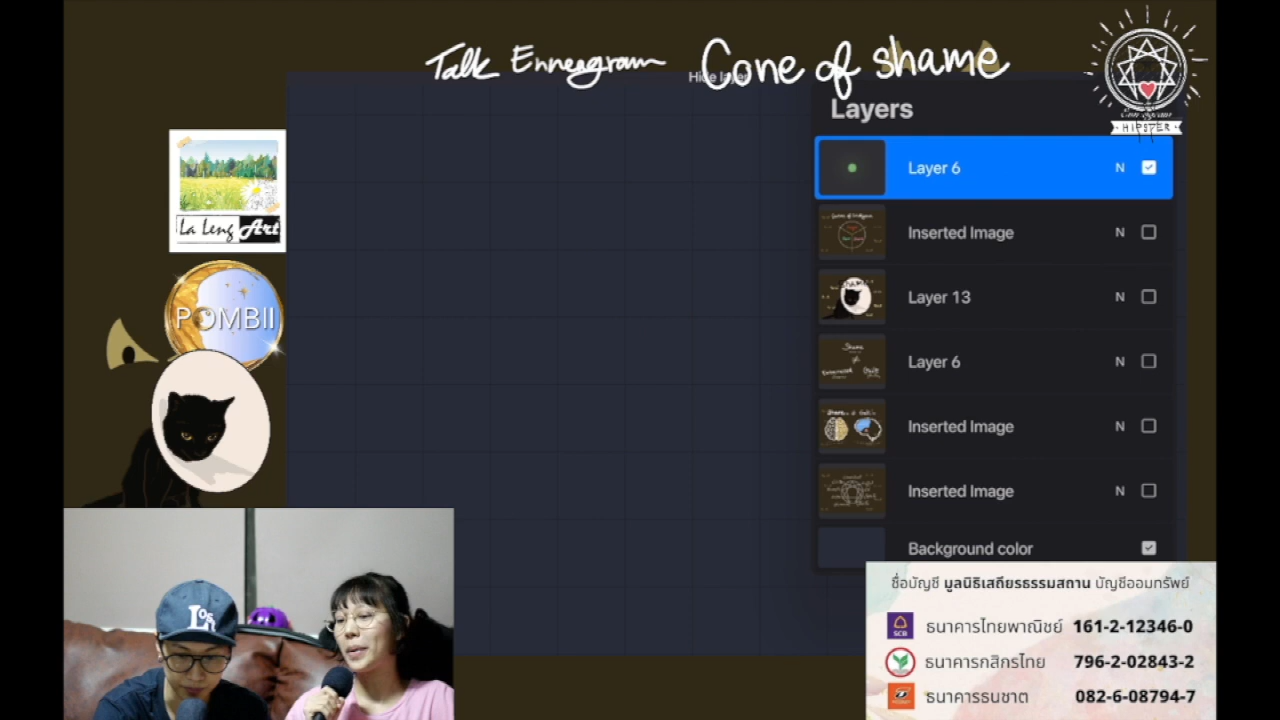 Talk Enneagram Cone of shame
Hide layer
Layers
HIPSTER
Layer 6 N
Inserted Image N
Layer 13 N
Layer 6 N
Inserted Image N
Inserted Image N
Background color
La Leng Art
POMBII
ชื่อบัญชี มูลนิธิเสถียรธรรมสถาน บัญชีออมทรัพย์
SCB ธนาคารไทยพาณิชย์ 161-2-12346-0
ธนาคารกสิกรไทย 796-2-02843-2
ธนาคารธนชาต 082-6-08794-7